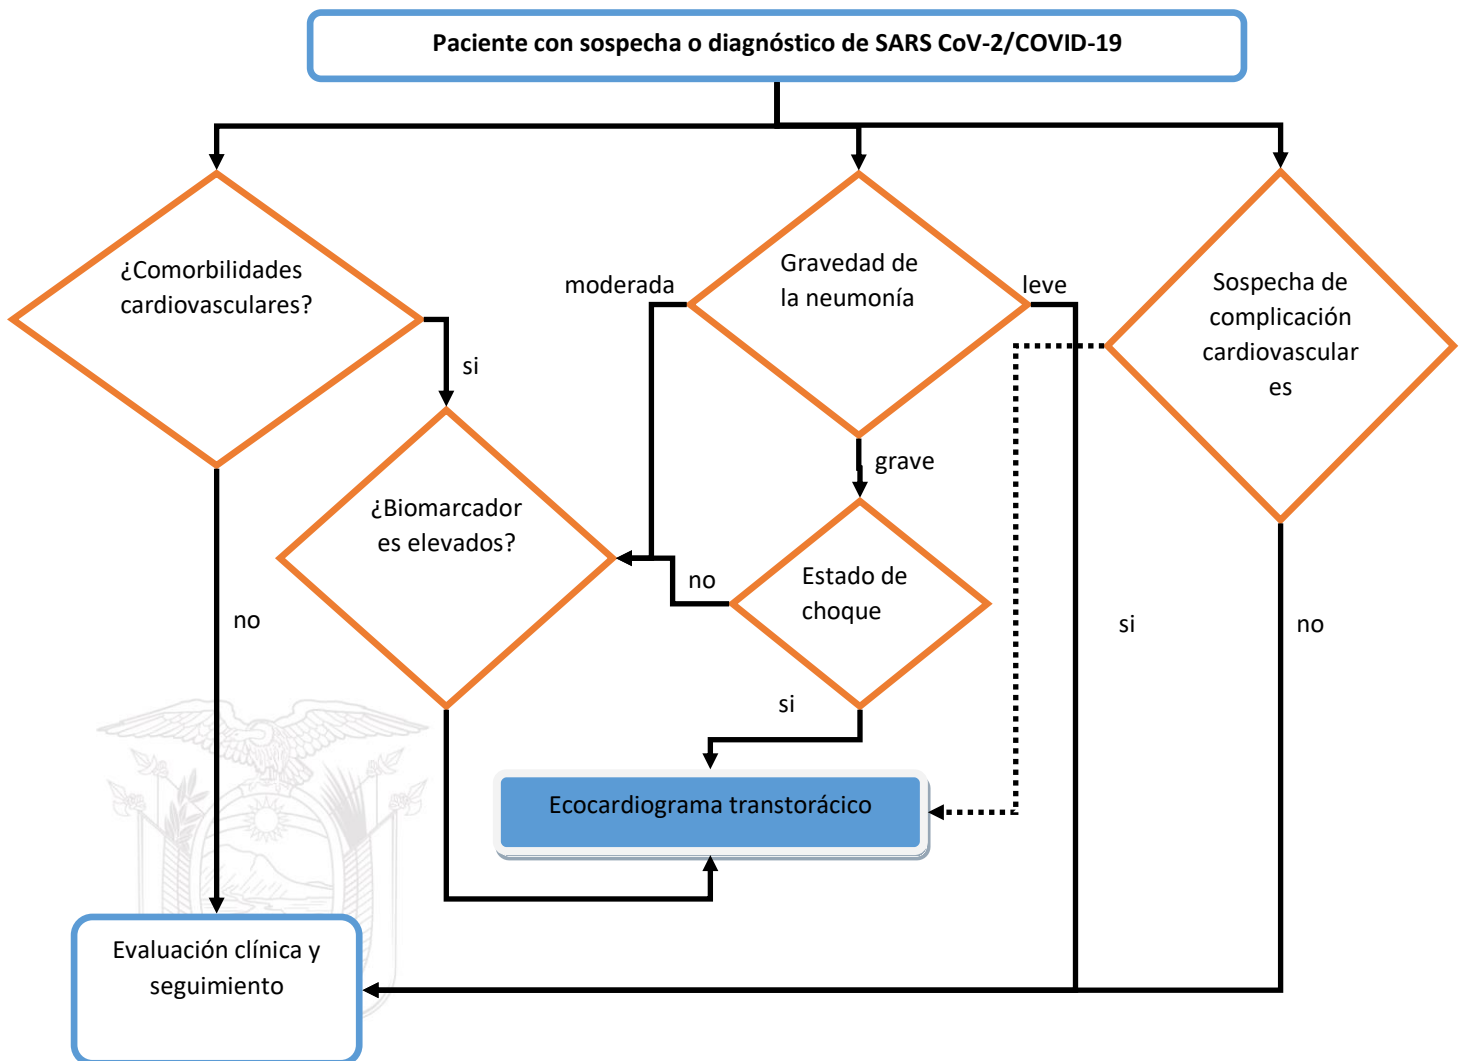 Paciente con sospecha o diagnóstico de SARS CoV-2/COVID-19
¿Comorbilidades
cardiovasculares?
si
no
moderada
Gravedad de
la neumonía
leve
grave
Sospecha de
complicación
cardiovascular
es
¿Biomarcador
es elevados?
no
Estado de
choque
si
si
no
Ecocardiograma transtorácico
Evaluación clínica y
seguimiento